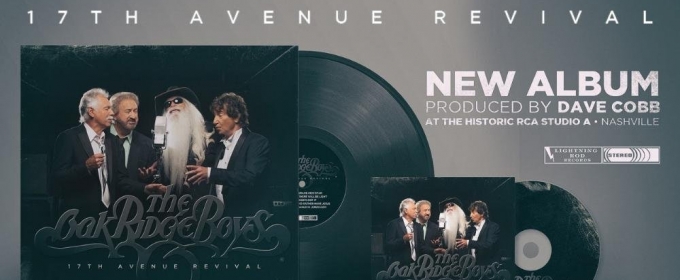 17TH AVENUE REVIVAL
NEW ALBUM
PRODUCED BY DAVE COBB
AT THE HISTORIC RCA STUDIO A • NASHVILLE
LIGHTNING ROD RECORDS
STEREO
The
Oak Ridge Boys
17TH AVENUE REVIVAL
The
Oak Ridge Boys